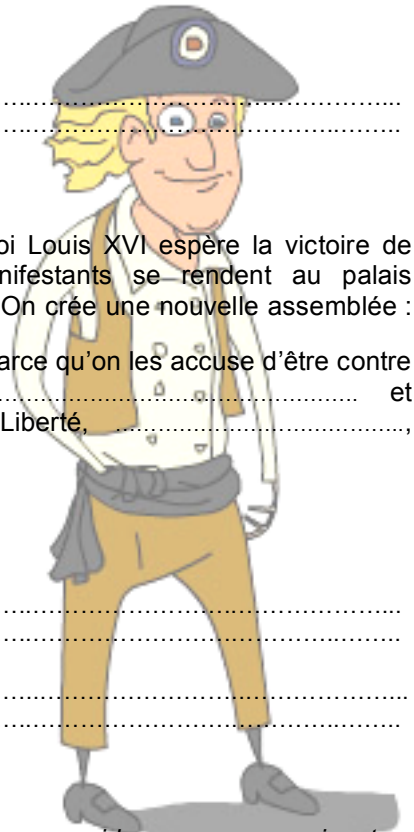 ………………………………………………...
………………………………………………..
oi Louis XVI espère la victoire de
nifestants se rendent au palais
On crée une nouvelle assemblée :
arce qu’on les accuse d’être contre
………………………………………… et
Liberté, ……………………………….,
………………………………………………...
………………………………………………..
………………………………………………...
………………………………………………..